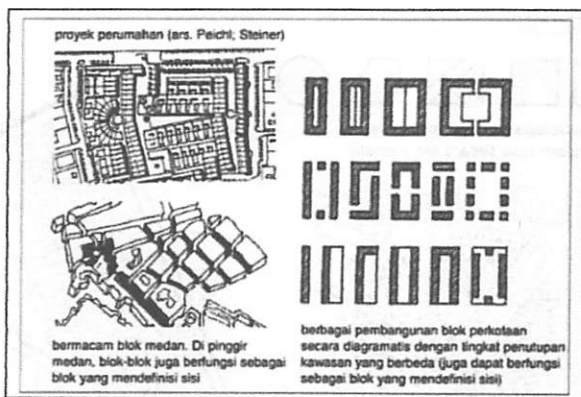 proyek perumahan (ars. Peichl; Steiner)
bermacam blok medan. Di pinggir
medan, blok-blok juga berfungsi sebagai
blok yang mendefinisi sisi
berbagai pembangunan blok perkotaan
secara diagramatis dengan tingkat penutupan
kawasan yang berbeda (juga dapat berfungsi
sebagai blok yang mendefinisi sisi)